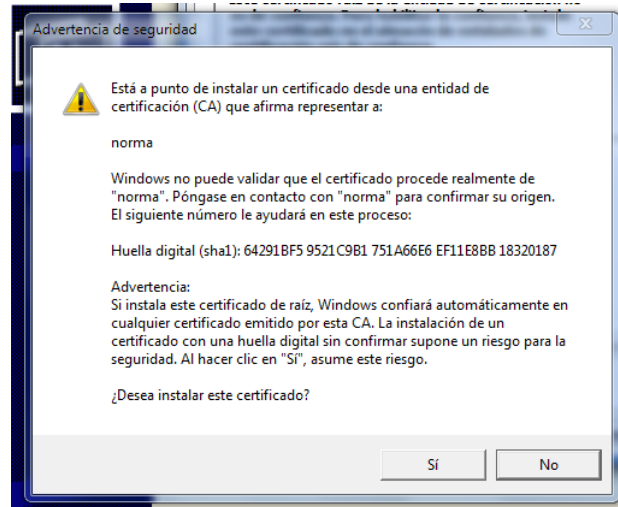 Advertencia de seguridad
Está a punto de instalar un certificado desde una entidad de
certificación (CA) que afirma representar a:
norma
Windows no puede validar que el certificado procede realmente de
"norma". Póngase en contacto con "norma" para confirmar su origen.
El siguiente número le ayudará en este proceso:
Huella digital (sha1): 64291BF5 9521C9B1 751A66E6 EF11E8BB 18320187
Advertencia:
Si instala este certificado de raíz, Windows confiará automáticamente en
cualquier certificado emitido por esta CA. La instalación de un
certificado con una huella digital sin confirmar supone un riesgo para la
seguridad. Al hacer clic en "Sí", asume este riesgo.
¿Desea instalar este certificado?
Sí
No